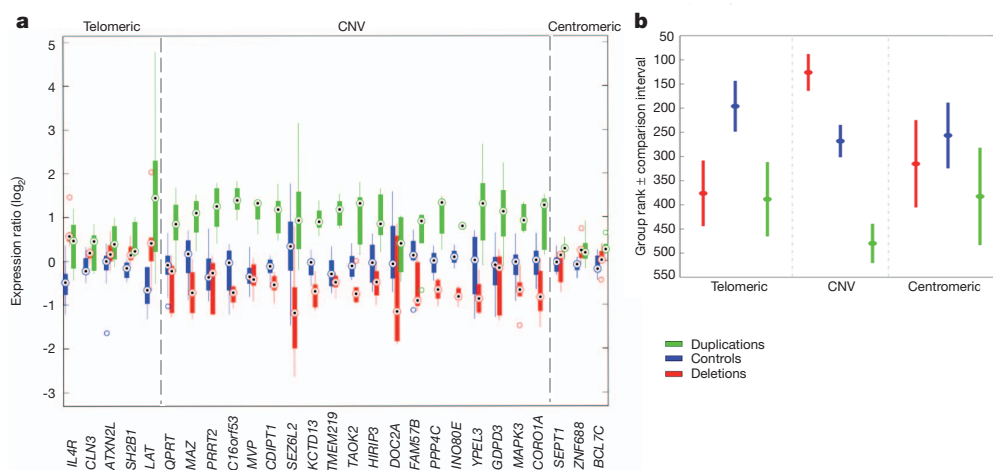 a
Telomeric CNV Centromeric
Expression ratio (log2)
5
4
3
2
1
0
-1
-2
-3
IL4R
CLN3
ATXN2L
SH2B1
LAT
QPRT
MAZ
PRRT2
C16orf53
MVP
CDIPT1
SEZ6L2
KCTD13
TMEM219
TAOK2
HIRIP3
DOC2A
FAM57B
PPP4C
INO80E
YPEL3
GDPD3
MAPK3
CORO1A
SEPT1
ZNF688
BCL7C
b
Group rank ± comparison interval
50
100
150
200
250
300
350
400
450
500
550
Telomeric CNV Centromeric
Duplications
Controls
Deletions